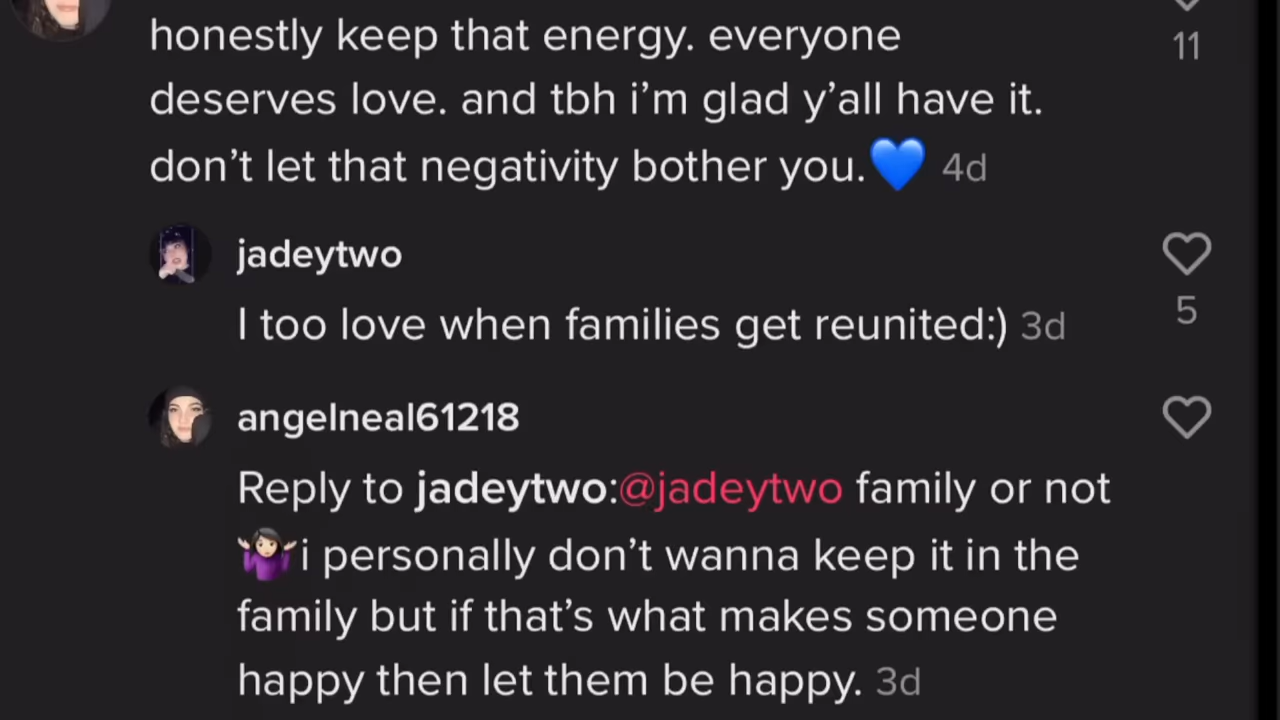 honestly keep that energy. everyone
11
deserves love. and tbh i’m glad y’all have it.
don’t let that negativity bother you.💙 4d
jadeytwo
I too love when families get reunited:) 3d
5
angelneal61218
Reply to jadeytwo:@jadeytwo family or not
🤷🏻‍♀️i personally don’t wanna keep it in the
family but if that’s what makes someone
happy then let them be happy. 3d